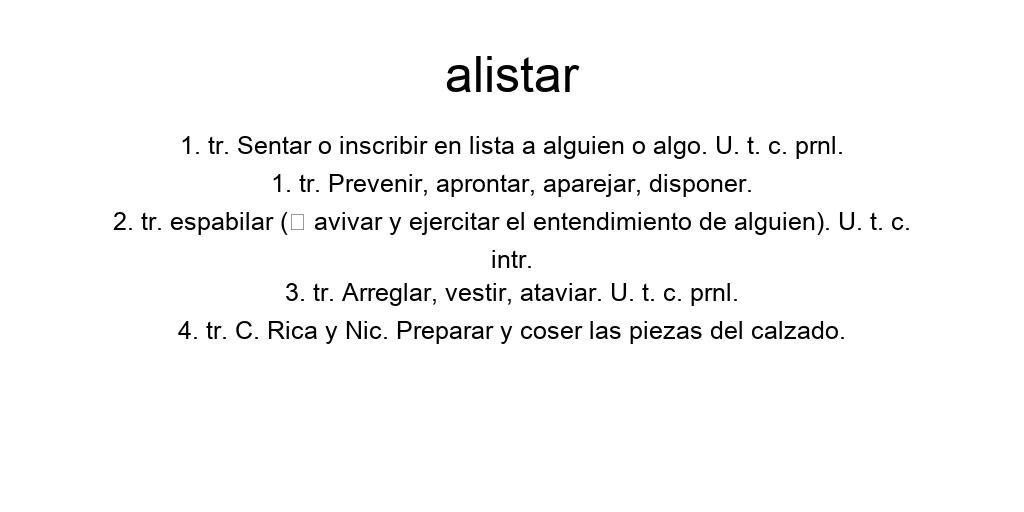 alistar
1. tr. Sentar o inscribir en lista a alguien o algo. U. t. c. prnl.
1. tr. Prevenir, aprontar, aparejar, disponer.
2. tr. espabilar (□ avivar y ejercitar el entendimiento de alguien). U. t. c.
intr.
3. tr. Arreglar, vestir, ataviar. U. t. c. prnl.
4. tr. C. Rica y Nic. Preparar y coser las piezas del calzado.